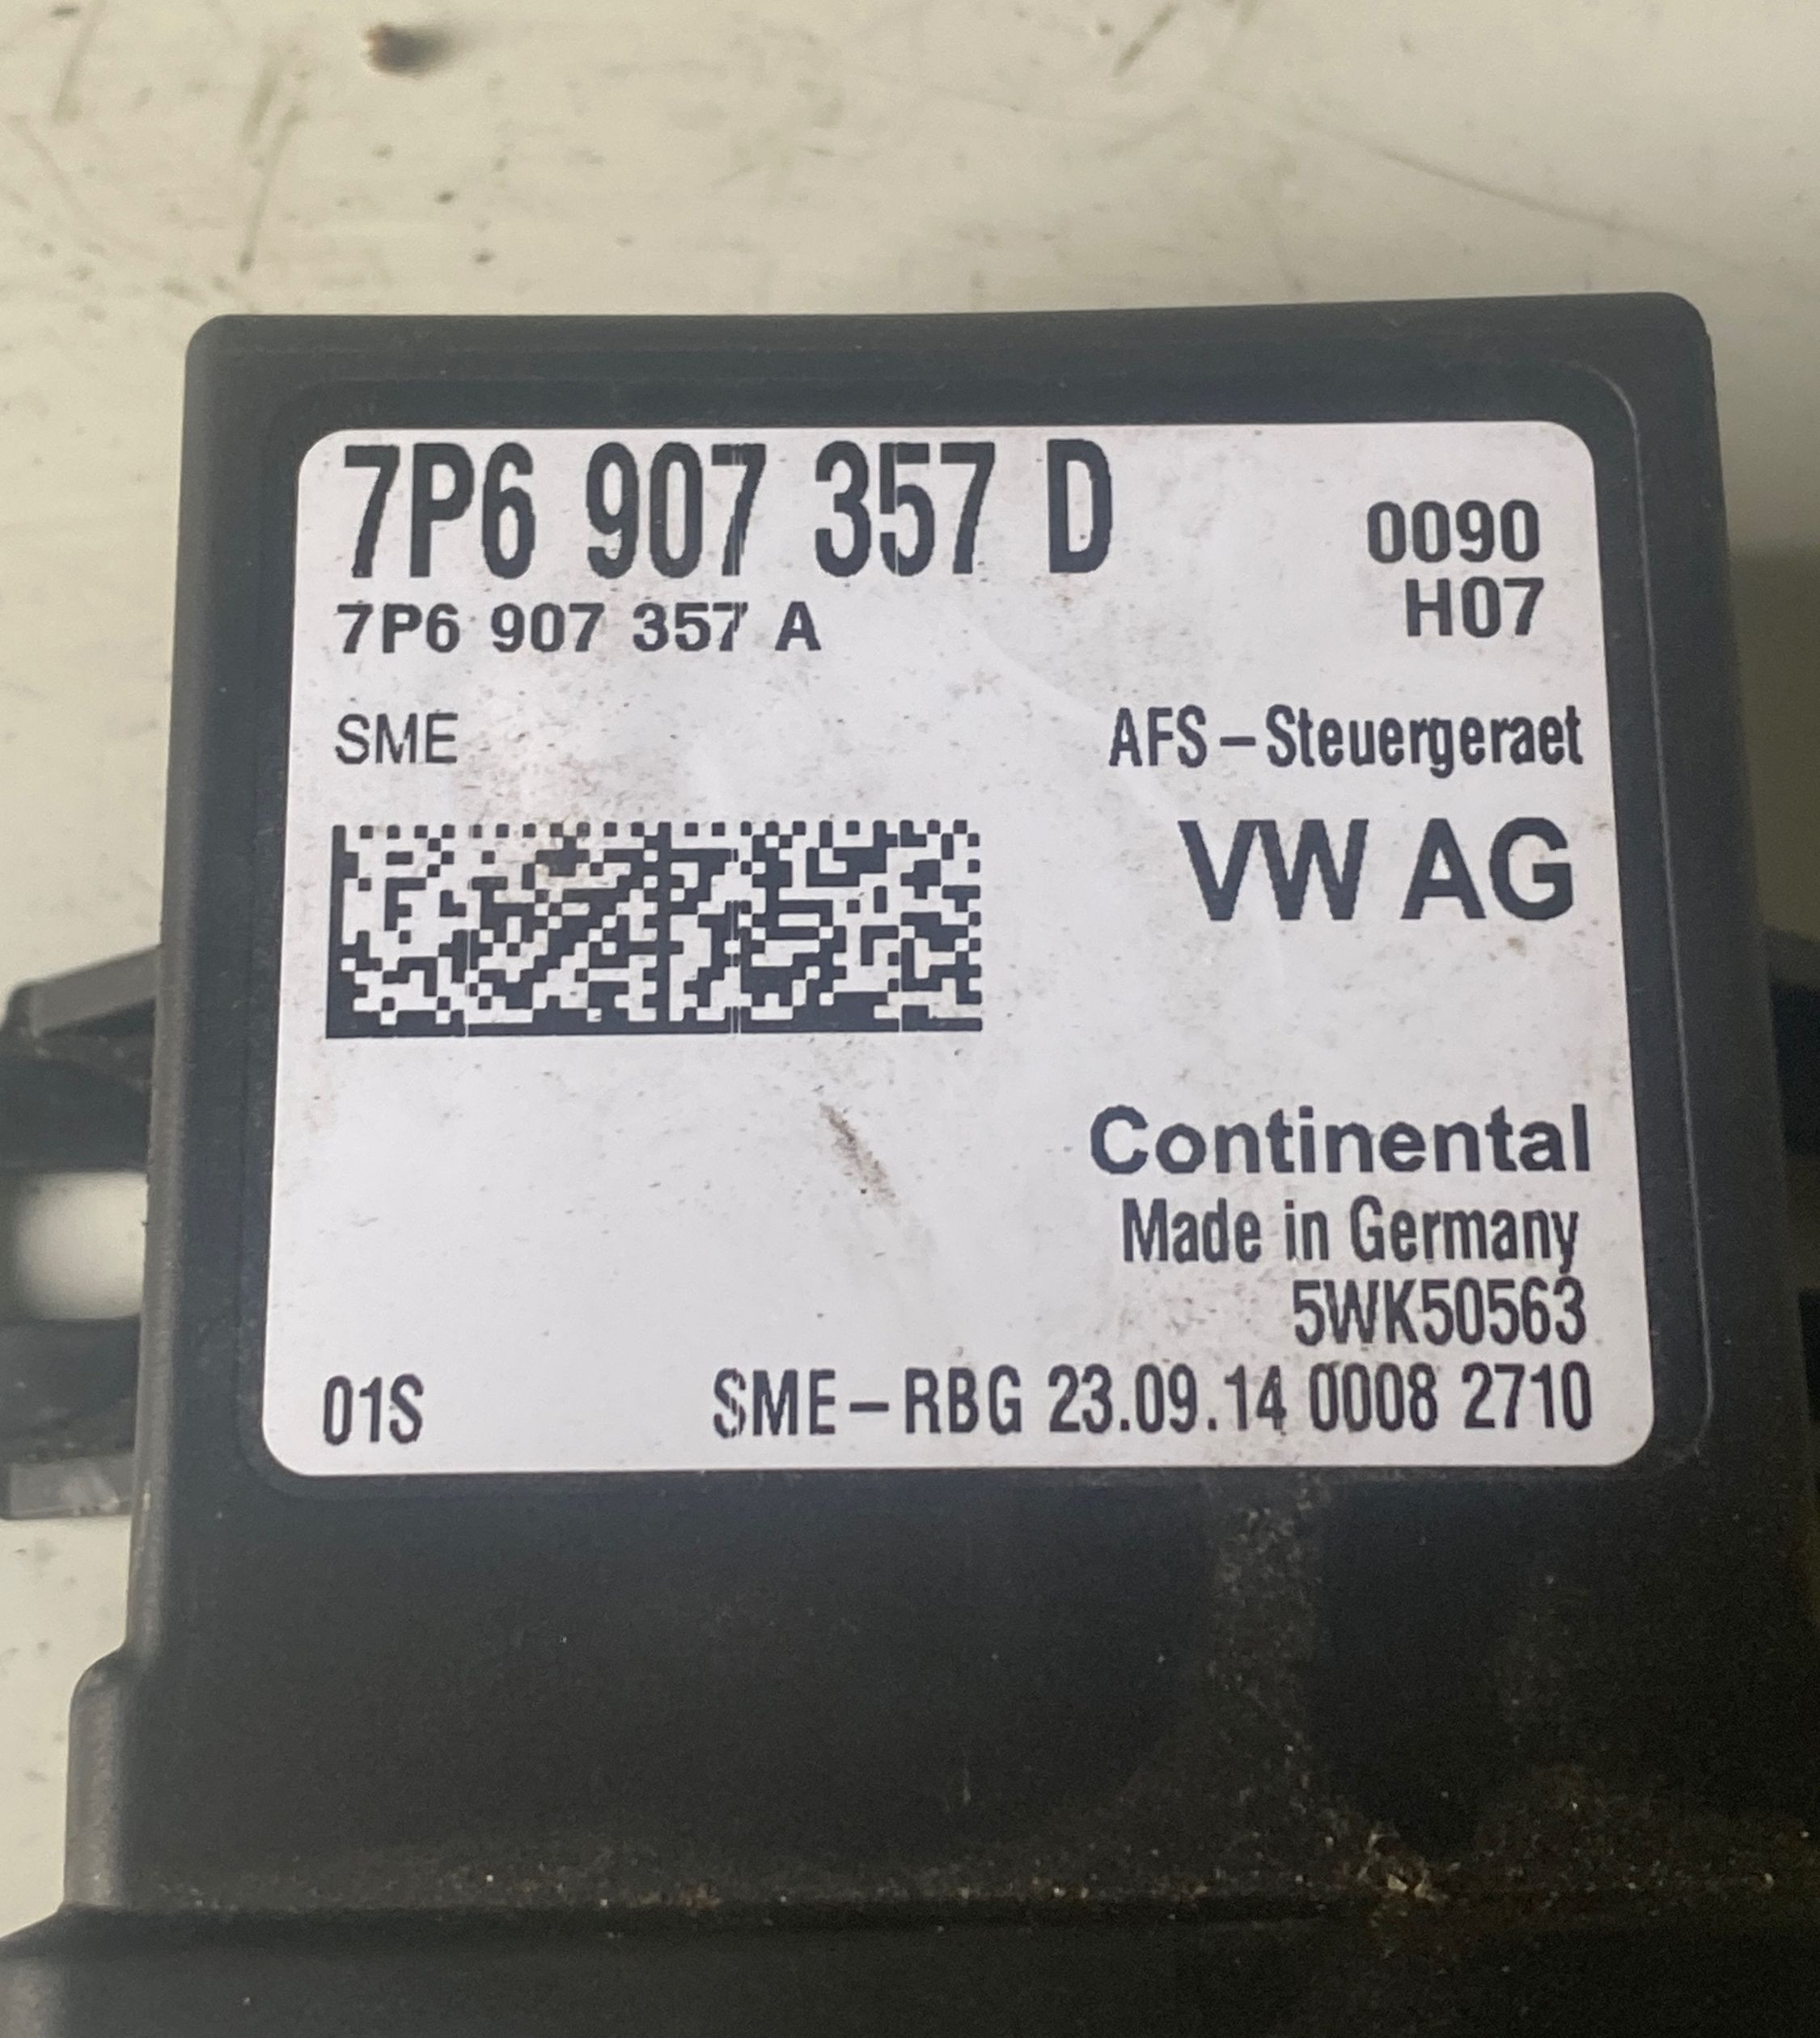 7P6 907 357 D
0090
7P6 907 357 A
H07
SME
AFS-Steuergeraet
VW AG
Continental
Made in Germany
5WK50563
01S
SME-RBG 23.09.14 0008 2710